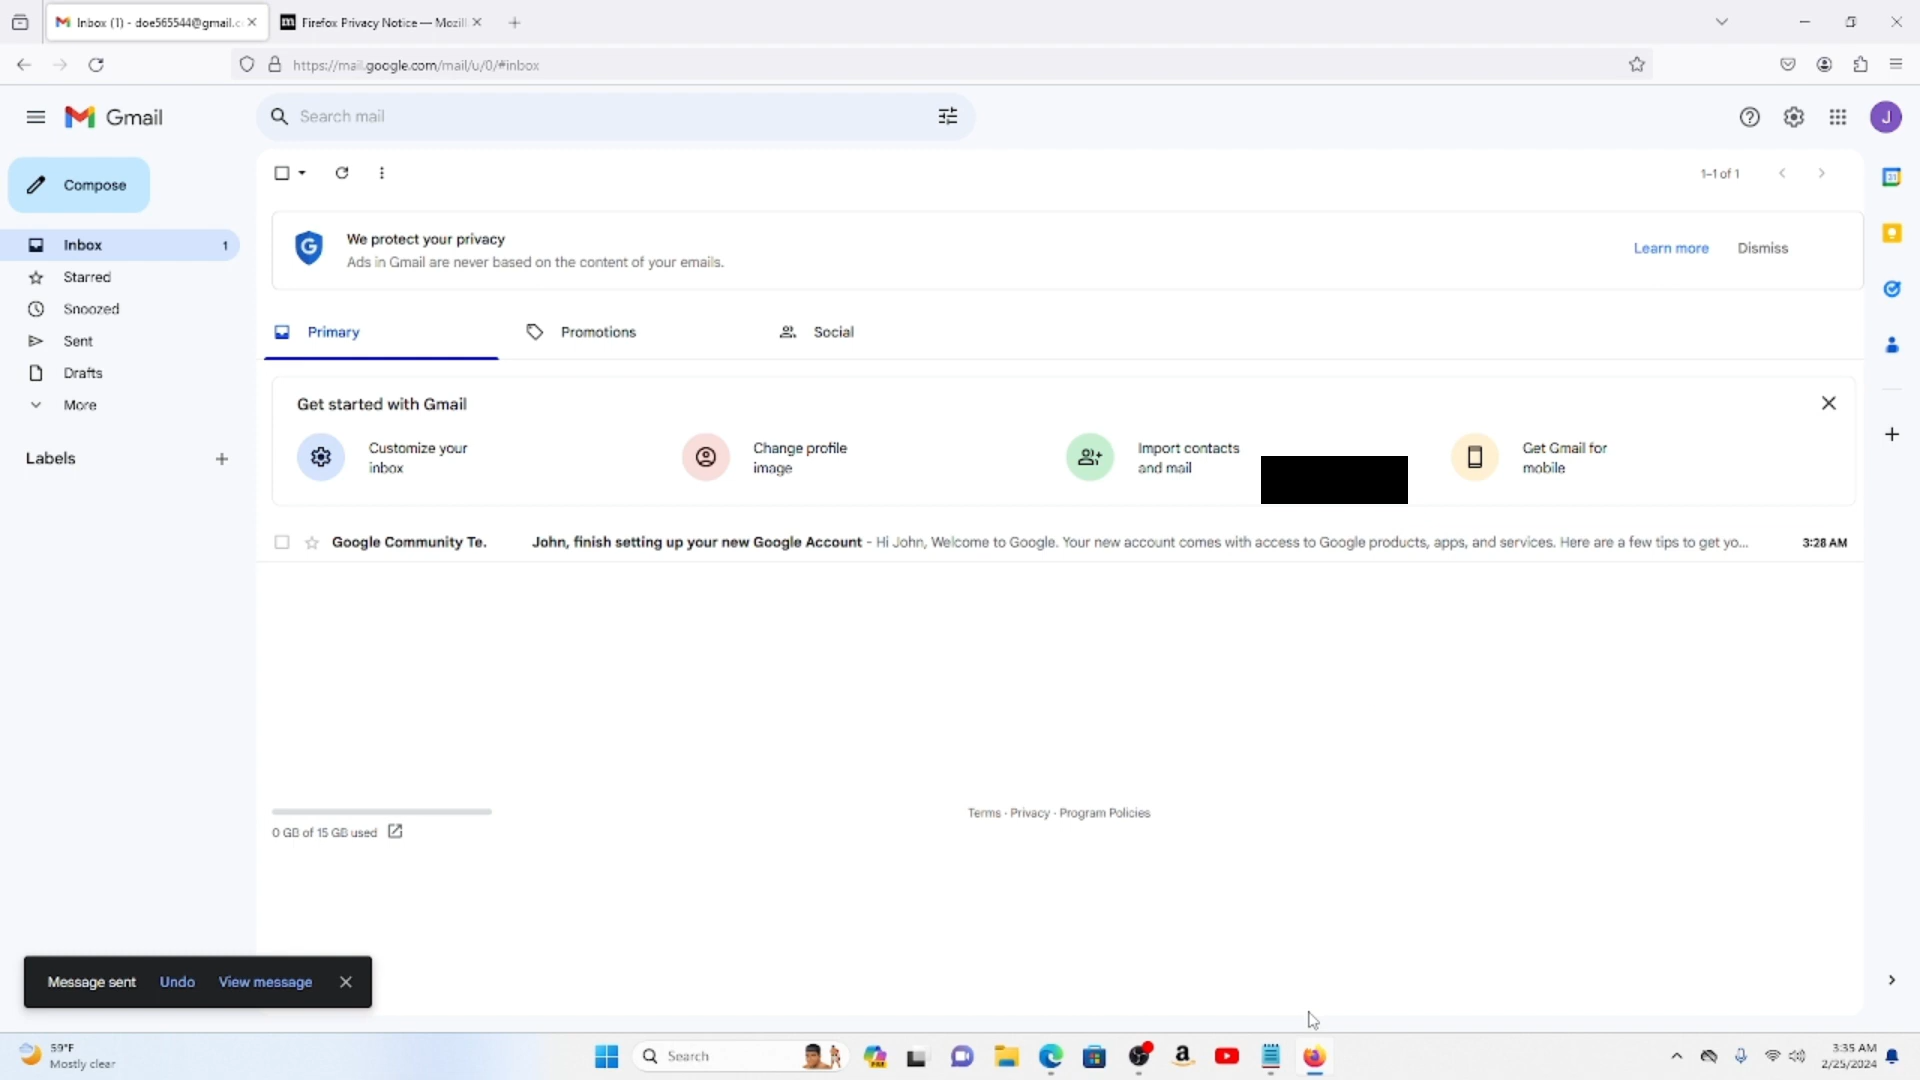 Inbox (1) - doe565544@gmail.c
Firefox Privacy Notice — Mozill
https://mail.google.com/mail/u/0/#inbox
Gmail
Search mail
J
Compose
1–1 of 1
31
Inbox 1
Starred
Snoozed
Sent
Drafts
More
Labels
G
We protect your privacy
Ads in Gmail are never based on the content of your emails.
Learn more
Dismiss
Primary
Promotions
Social
Get started with Gmail
Customize your
inbox
Change profile
image
Import contacts
and mail
Get Gmail for
mobile
Google Community Te. John, finish setting up your new Google Account - Hi John, Welcome to Google. Your new account comes with access to Google products, apps, and services. Here are a few tips to get yo... 3:28 AM
Terms · Privacy · Program Policies
0 GB of 15 GB used
Message sent Undo View message
59°F
Mostly clear
Search
a
3:35 AM
2/25/2024